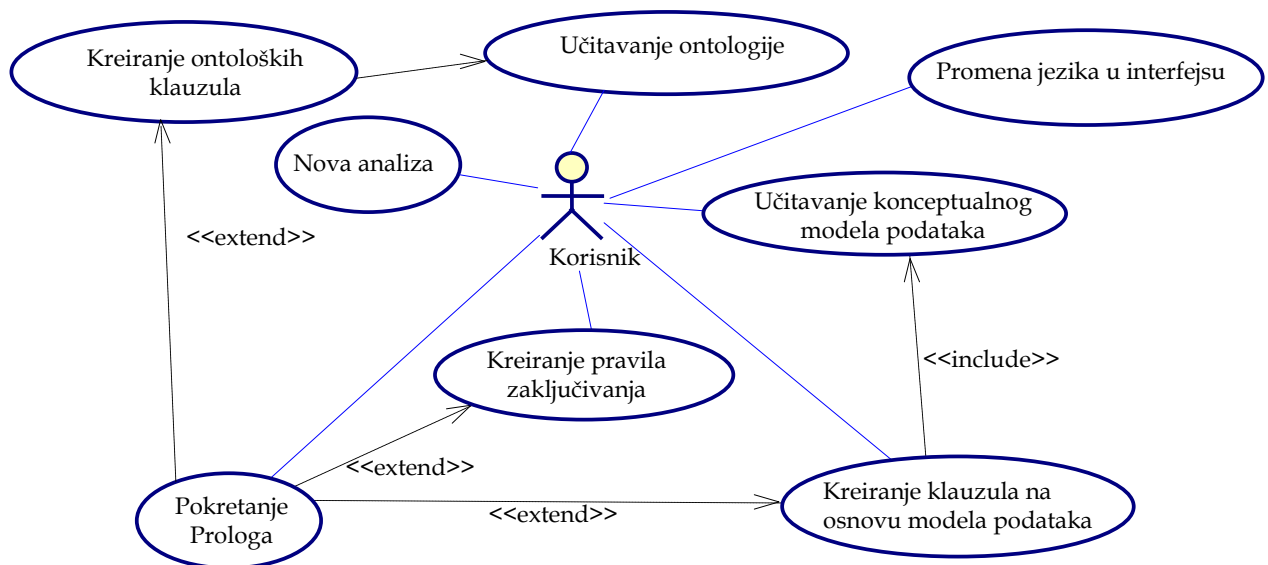 Kreiranje ontoloških
klauzula
Učitavanje ontologije
Promena jezika u interfejsu
Nova analiza
Učitavanje konceptualnog
modela podataka
<<extend>>
Korisnik
Kreiranje pravila
zaključivanja
<<include>>
<<extend>>
Pokretanje
Prologa
<<extend>>
Kreiranje klauzula na
osnovu modela podataka